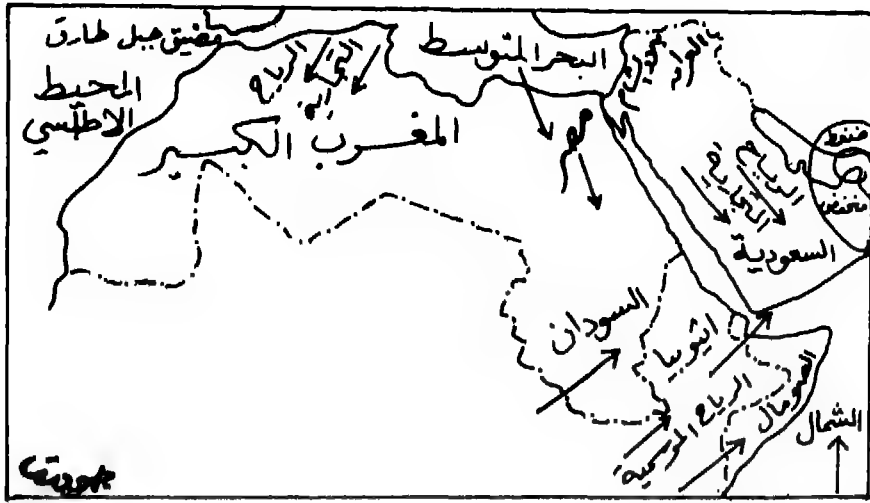 مضيق جبل طارق
المحيط
الاطلسي
الرياح
التجارية
البحر المتوسط
المغرب الكبير
مصر
ضغط
منخفض
الرياح
التجارية
السعودية
السودان
اثيوبيا
الصومال
الرياح الموسمية
الشمال